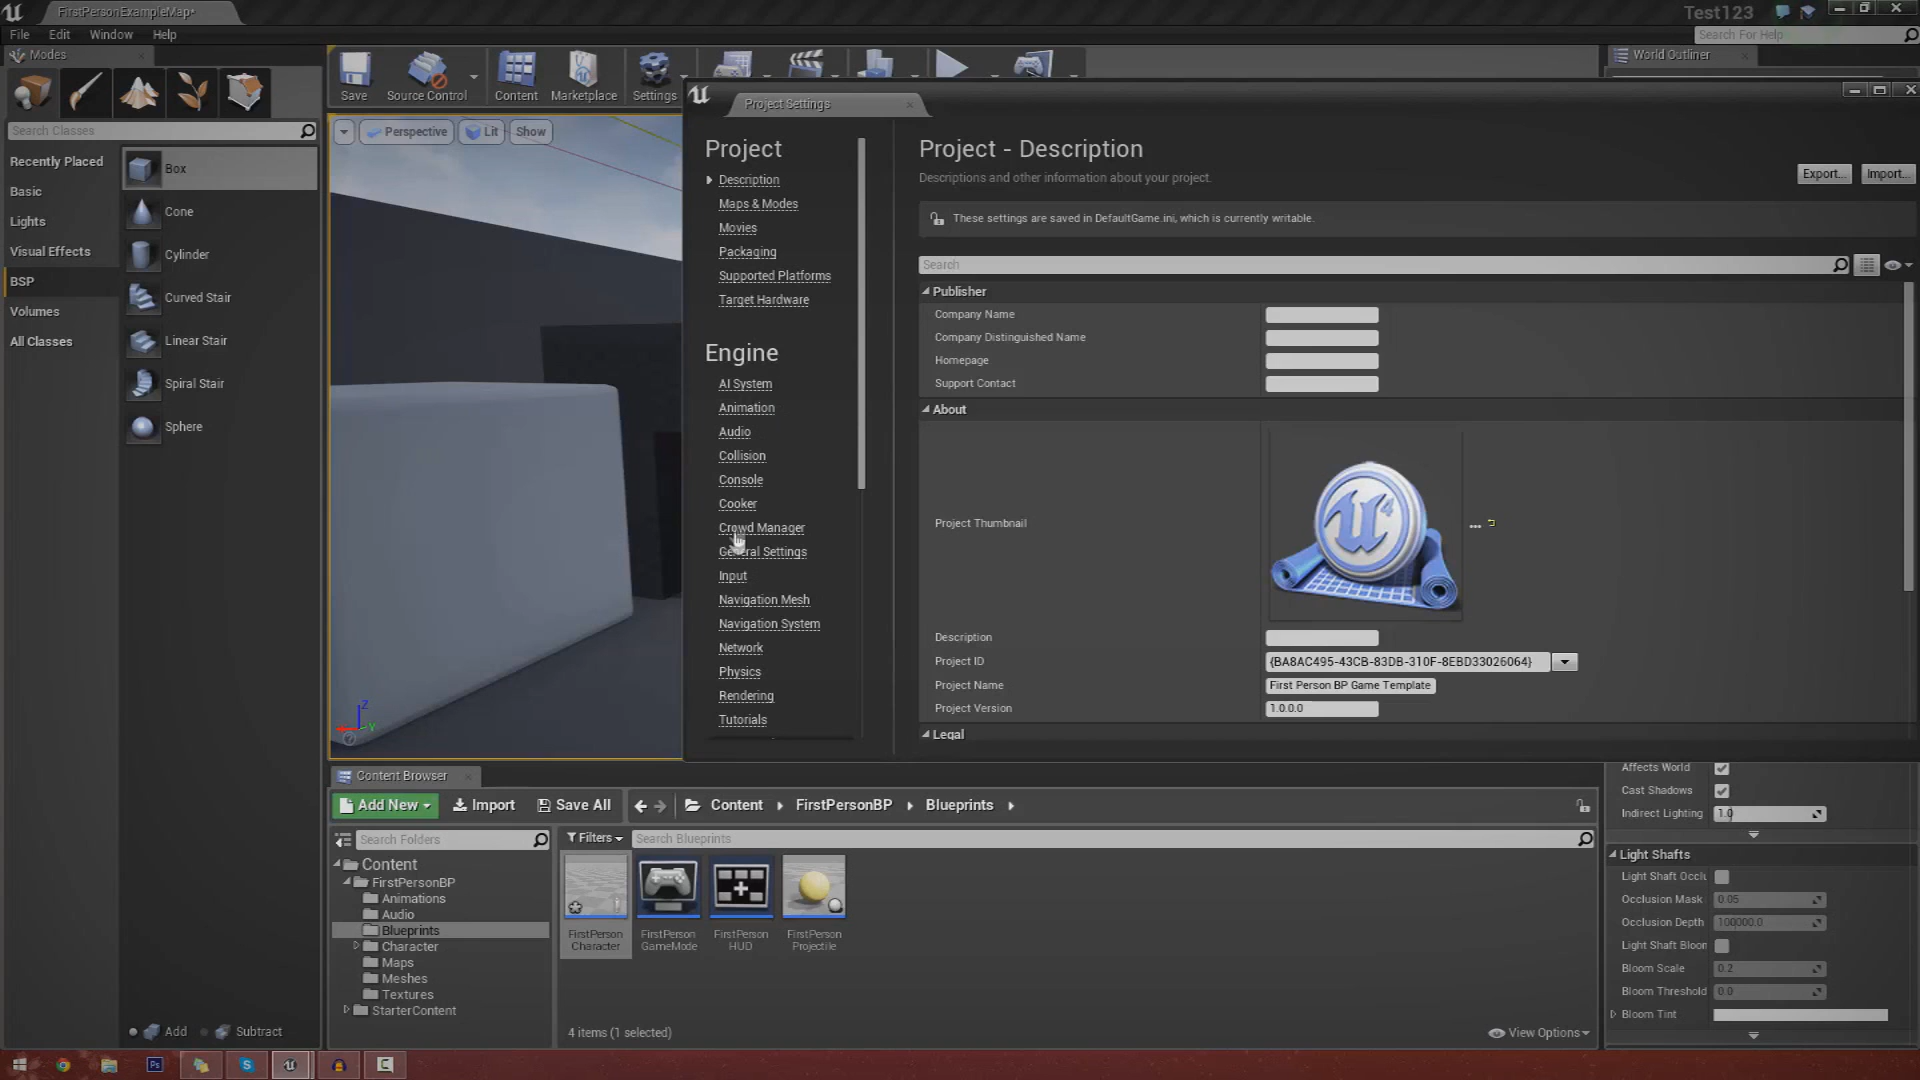 FirstPersonExampleMap*
Test123
File Edit Window Help
Search For Help
Modes
World Outliner
Save
Source Control
Content
Marketplace
Settings
Project Settings
Search Classes
Perspective
Lit
Show
Recently Placed
Basic
Lights
Visual Effects
BSP
Volumes
All Classes
Box
Cone
Cylinder
Curved Stair
Linear Stair
Spiral Stair
Sphere
Add
Subtract
Z
Y
Project
Description
Maps & Modes
Movies
Packaging
Supported Platforms
Target Hardware
Engine
AI System
Animation
Audio
Collision
Console
Cooker
Crowd Manager
General Settings
Input
Navigation Mesh
Navigation System
Network
Physics
Rendering
Tutorials
Project - Description
Descriptions and other information about your project.
Export...
Import...
These settings are saved in DefaultGame.ini, which is currently writable.
Search
Publisher
Company Name
Company Distinguished Name
Homepage
Support Contact
About
Project Thumbnail
Description
Project ID {BA8AC495-43CB-83DB-310F-8EBD33026064}
Project Name First Person BP Game Template
Project Version 1.0.0.0
Legal
Content Browser
Add New
Import
Save All
Content
FirstPersonBP
Blueprints
Search Folders
Filters
Search Blueprints
Content
FirstPersonBP
Animations
Audio
Blueprints
Character
Maps
Meshes
Textures
StarterContent
FirstPerson
Character
FirstPerson
GameMode
FirstPerson
HUD
FirstPerson
Projectile
4 items (1 selected)
View Options
Affects World
Cast Shadows
Indirect Lighting 1.0
Light Shafts
Light Shaft Occlu
Occlusion Mask 0.05
Occlusion Depth 100000.0
Light Shaft Bloom
Bloom Scale 0.2
Bloom Threshold 0.0
Bloom Tint